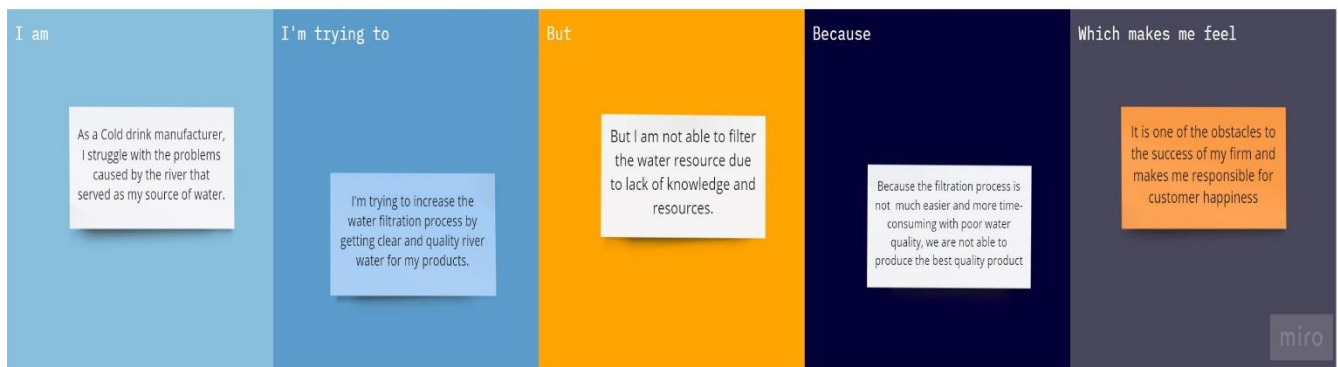 I am
As a Cold drink manufacturer,
I struggle with the problems
caused by the river that
served as my source of water.
I'm trying to
I'm trying to increase the
water filtration process by
getting clear and quality river
water for my products.
But
But I am not able to filter
the water resource due
to lack of knowledge and
resources.
Because
Because the filtration process is
not much easier and more time-
consuming with poor water
quality, we are not able to
produce the best quality product
Which makes me feel
It is one of the obstacles to
the success of my firm and
makes me responsible for
customer happiness
miro